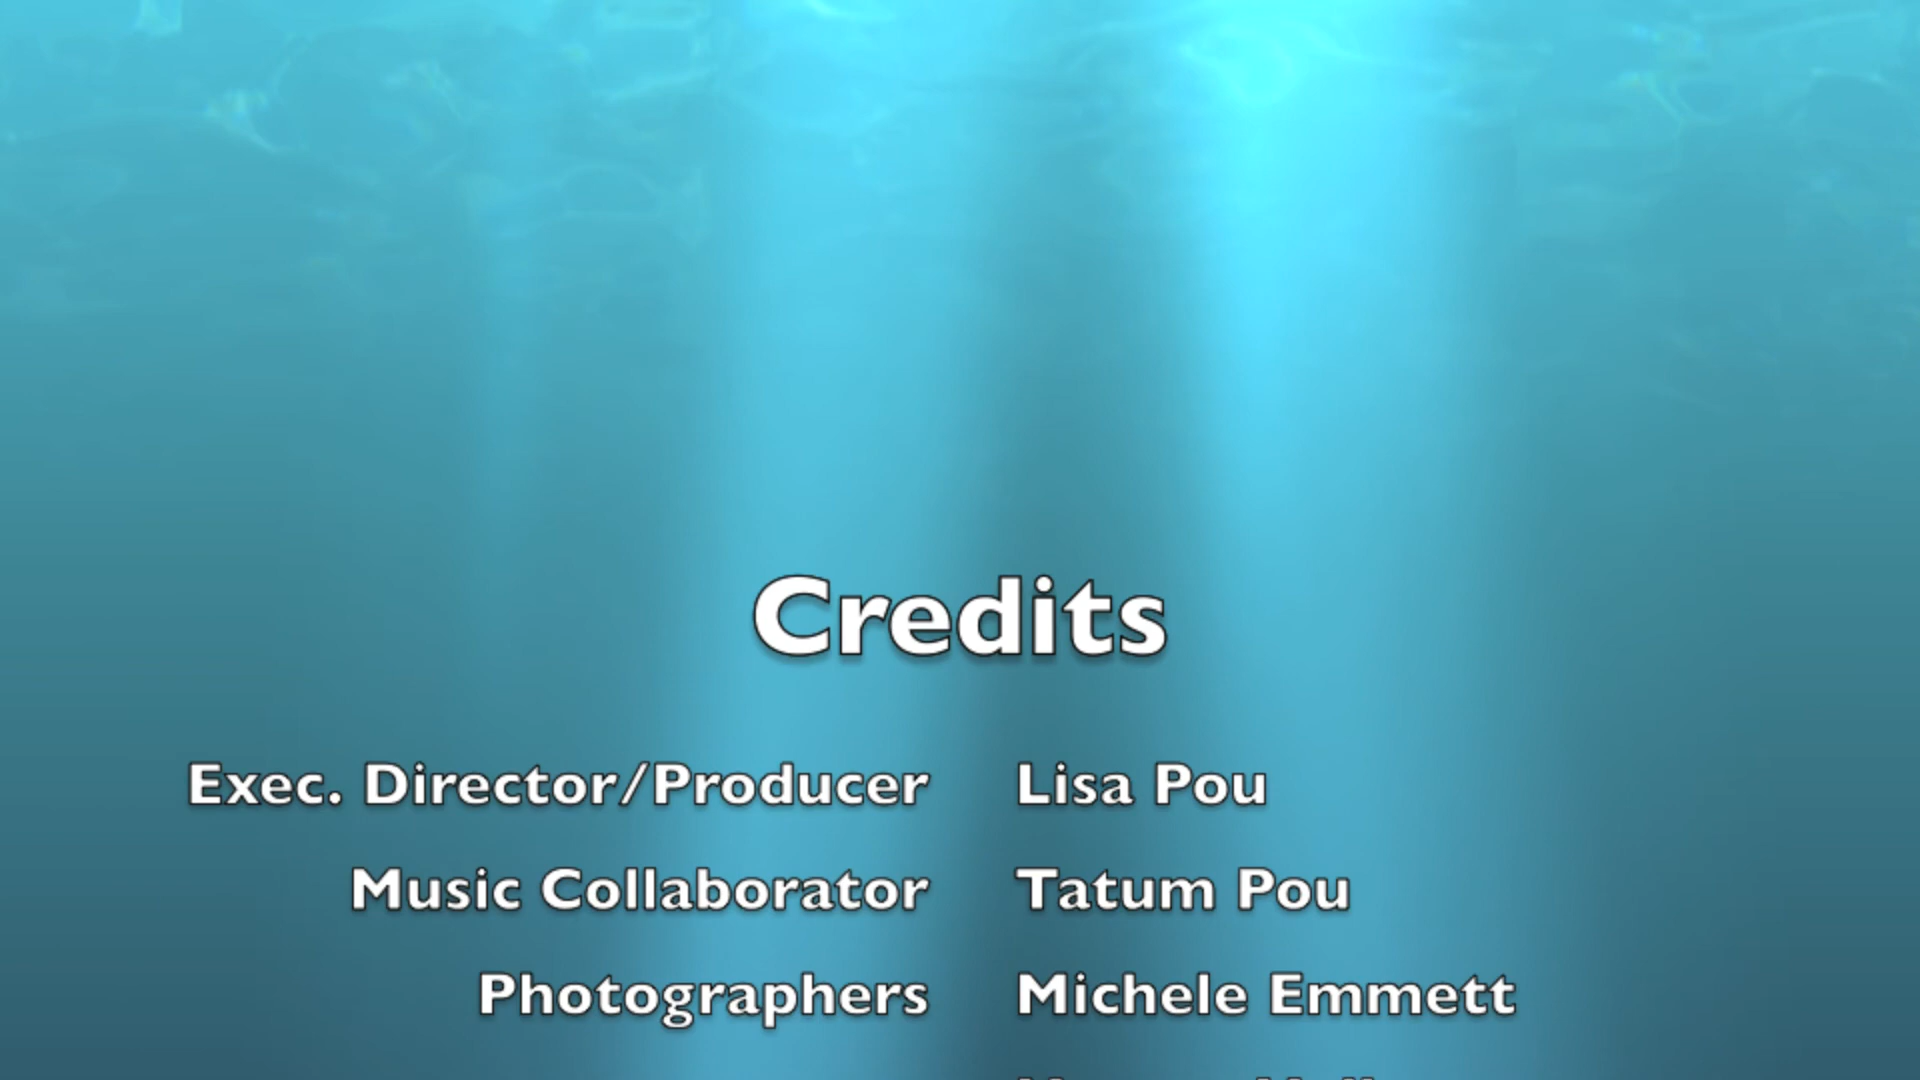 Credits
Exec. Director/Producer Lisa Pou
Music Collaborator Tatum Pou
Photographers Michele Emmett